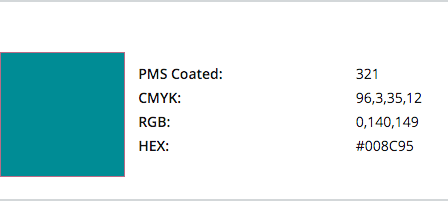 PMS Coated: 321
CMYK: 96,3,35,12
RGB: 0,140,149
HEX: #008C95